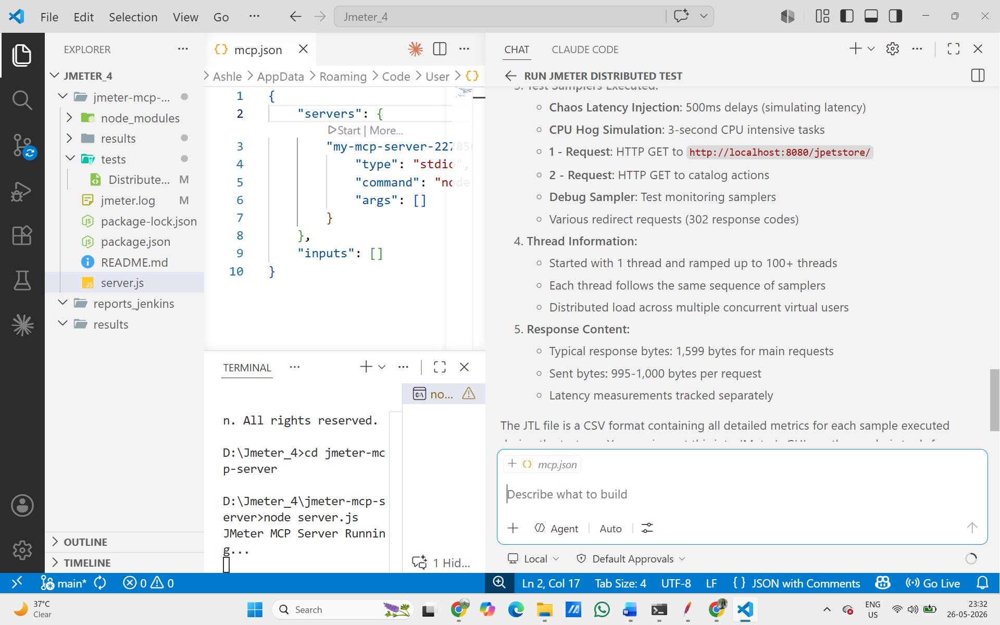 File Edit Selection View Go ...
Jmeter_4
EXPLORER
JMETER_4
jmeter-mcp-...
node_modules
results
tests
Distribute... M
jmeter.log M
package-lock.json
package.json
README.md
server.js
reports_jenkins
results
OUTLINE
TIMELINE
mcp.json
Ashle > AppData > Roaming > Code > User > {}
1 {
2 "servers": {
Start | More...
3 "my-mcp-server-22785
4 "type": "stdio",
5 "command": "node"
6 "args": []
7 }
8 },
9 "inputs": []
10 }
TERMINAL
no...
n. All rights reserved.
D:\Jmeter_4>cd jmeter-mc
p-server
D:\Jmeter_4\jmeter-mcp-s
erver>node server.js
JMeter MCP Server Runnin
g...
1 Hid...
CHAT CLAUDE CODE
RUN JMETER DISTRIBUTED TEST
3. Test Samplers Executed:
Chaos Latency Injection: 500ms delays (simulating latency)
CPU Hog Simulation: 3-second CPU intensive tasks
1 - Request: HTTP GET to http://localhost:8080/jpetstore/
2 - Request: HTTP GET to catalog actions
Debug Sampler: Test monitoring samplers
Various redirect requests (302 response codes)
4. Thread Information:
Started with 1 thread and ramped up to 100+ threads
Each thread follows the same sequence of samplers
Distributed load across multiple concurrent virtual users
5. Response Content:
Typical response bytes: 1,599 bytes for main requests
Sent bytes: 995-1,000 bytes per request
Latency measurements tracked separately
The JTL file is a CSV format containing all detailed metrics for each sample executed
mcp.json
Describe what to build
Agent Auto
Local Default Approvals
main* 0 0
Ln 2, Col 17 Tab Size: 4 UTF-8 LF {} JSON with Comments Go Live
37°C
Clear
Search
ENG
US
23:32
26-05-2026